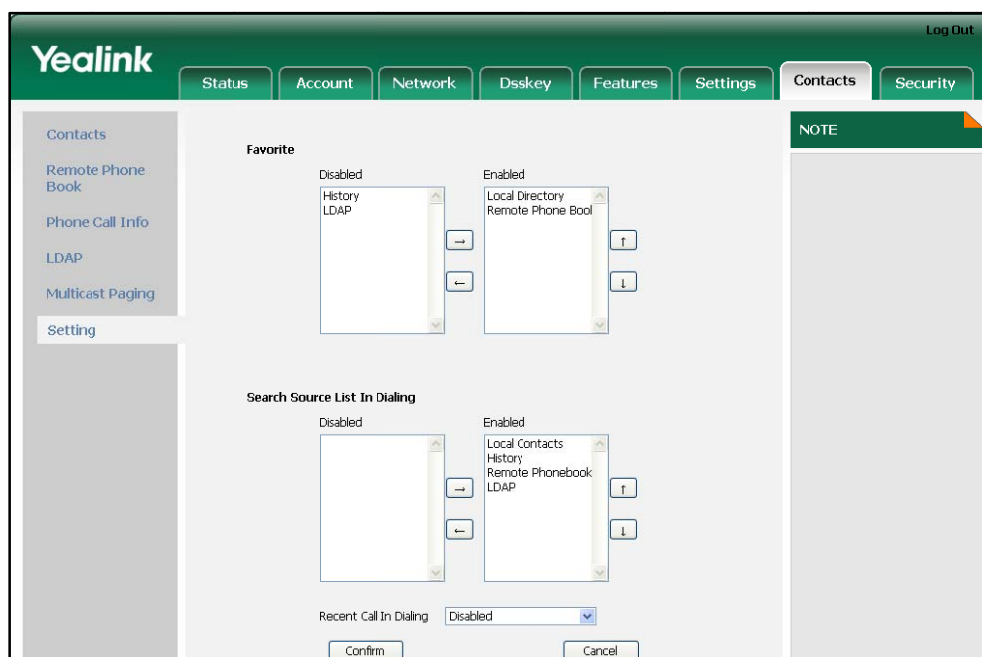 Log Out
Yealink
Status
Account
Network
Dsskey
Features
Settings
Contacts
Security
Contacts
Remote Phone
Book
Phone Call Info
LDAP
Multicast Paging
Setting
NOTE
Favorite
Disabled
Enabled
History
LDAP
Local Directory
Remote Phone Bool
→
←
↑
↓
Search Source List In Dialing
Disabled
Enabled
Local Contacts
History
Remote Phonebook
LDAP
→
←
↑
↓
Recent Call In Dialing
Disabled
Confirm
Cancel